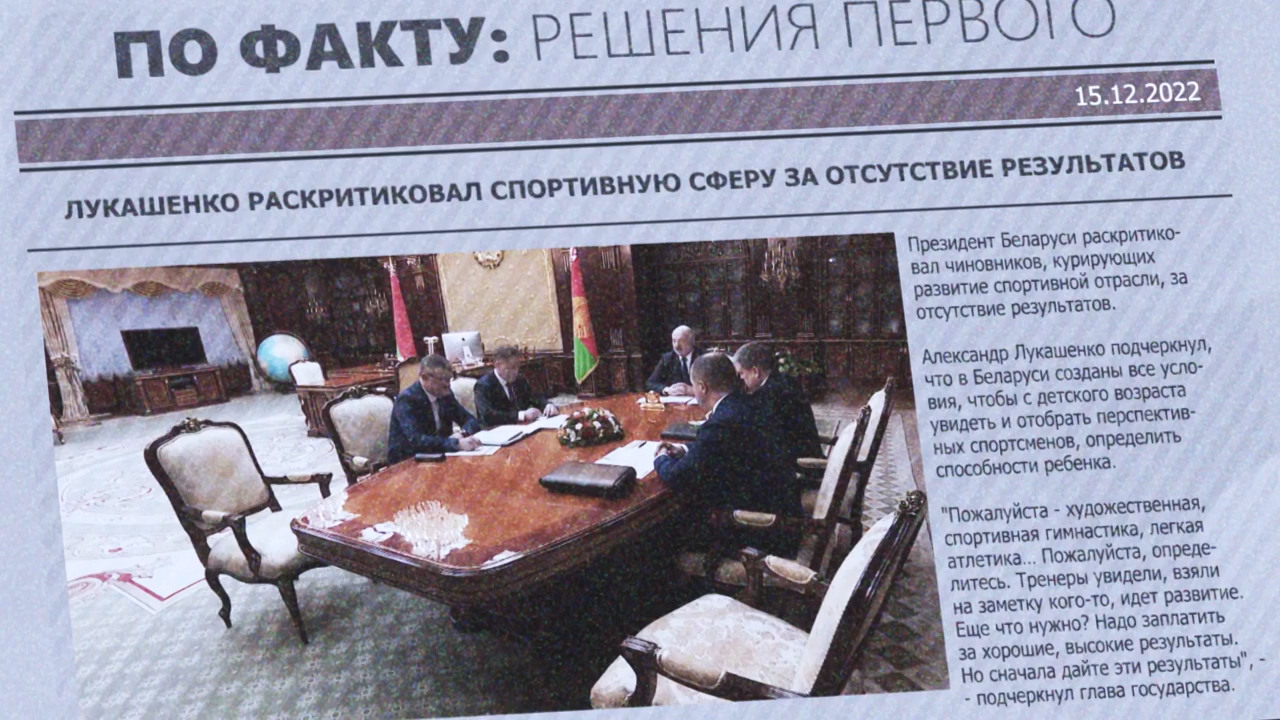 ПО ФАКТУ: РЕШЕНИЯ ПЕРВОГО
15.12.2022
ЛУКАШЕНКО РАСКРИТИКОВАЛ СПОРТИВНУЮ СФЕРУ ЗА ОТСУТСТВИЕ РЕЗУЛЬТАТОВ
Президент Беларуси раскритико-
вал чиновников, курирующих
развитие спортивной отрасли, за
отсутствие результатов.
Александр Лукашенко подчеркнул,
что в Беларуси созданы все усло-
вия, чтобы с детского возраста
увидеть и отобрать перспектив-
ных спортсменов, определить
способности ребенка.
"Пожалуйста - художественная,
спортивная гимнастика, легкая
атлетика... Пожалуйста, опреде-
литесь. Тренеры увидели, взяли
на заметку кого-то, идет развитие.
Еще что нужно? Надо заплатить
за хорошие, высокие результаты.
Но сначала дайте эти результаты", -
- подчеркнул глава государства.